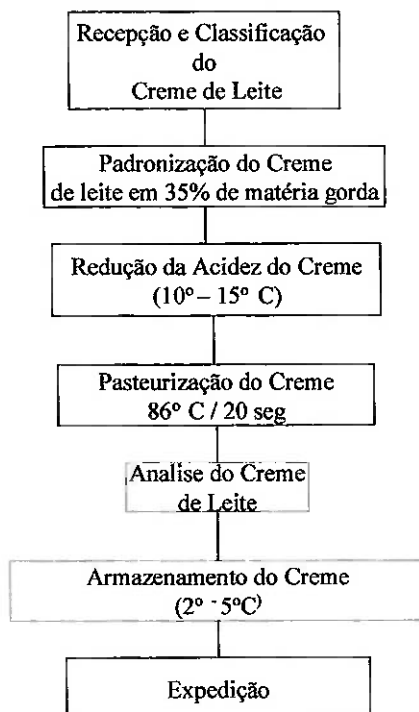 Recepção e Classificação
do
Creme de Leite
Padronização do Creme
de leite em 35% de matéria gorda
Redução da Acidez do Creme
(10º – 15º C)
Pasteurização do Creme
86º C / 20 seg
Analise do Creme
de Leite
Armazenamento do Creme
(2º - 5ºC)
Expedição